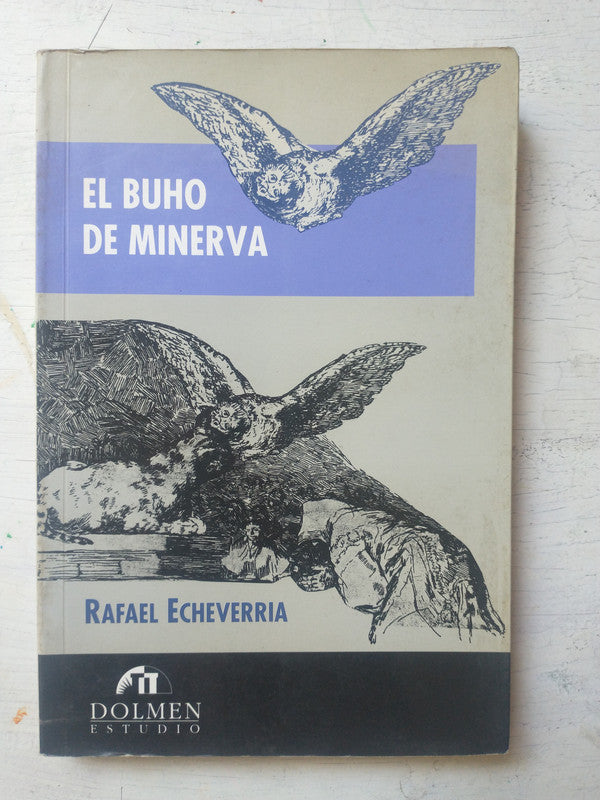 EL BUHO
DE MINERVA
RAFAEL ECHEVERRIA
DOLMEN
ESTUDIO